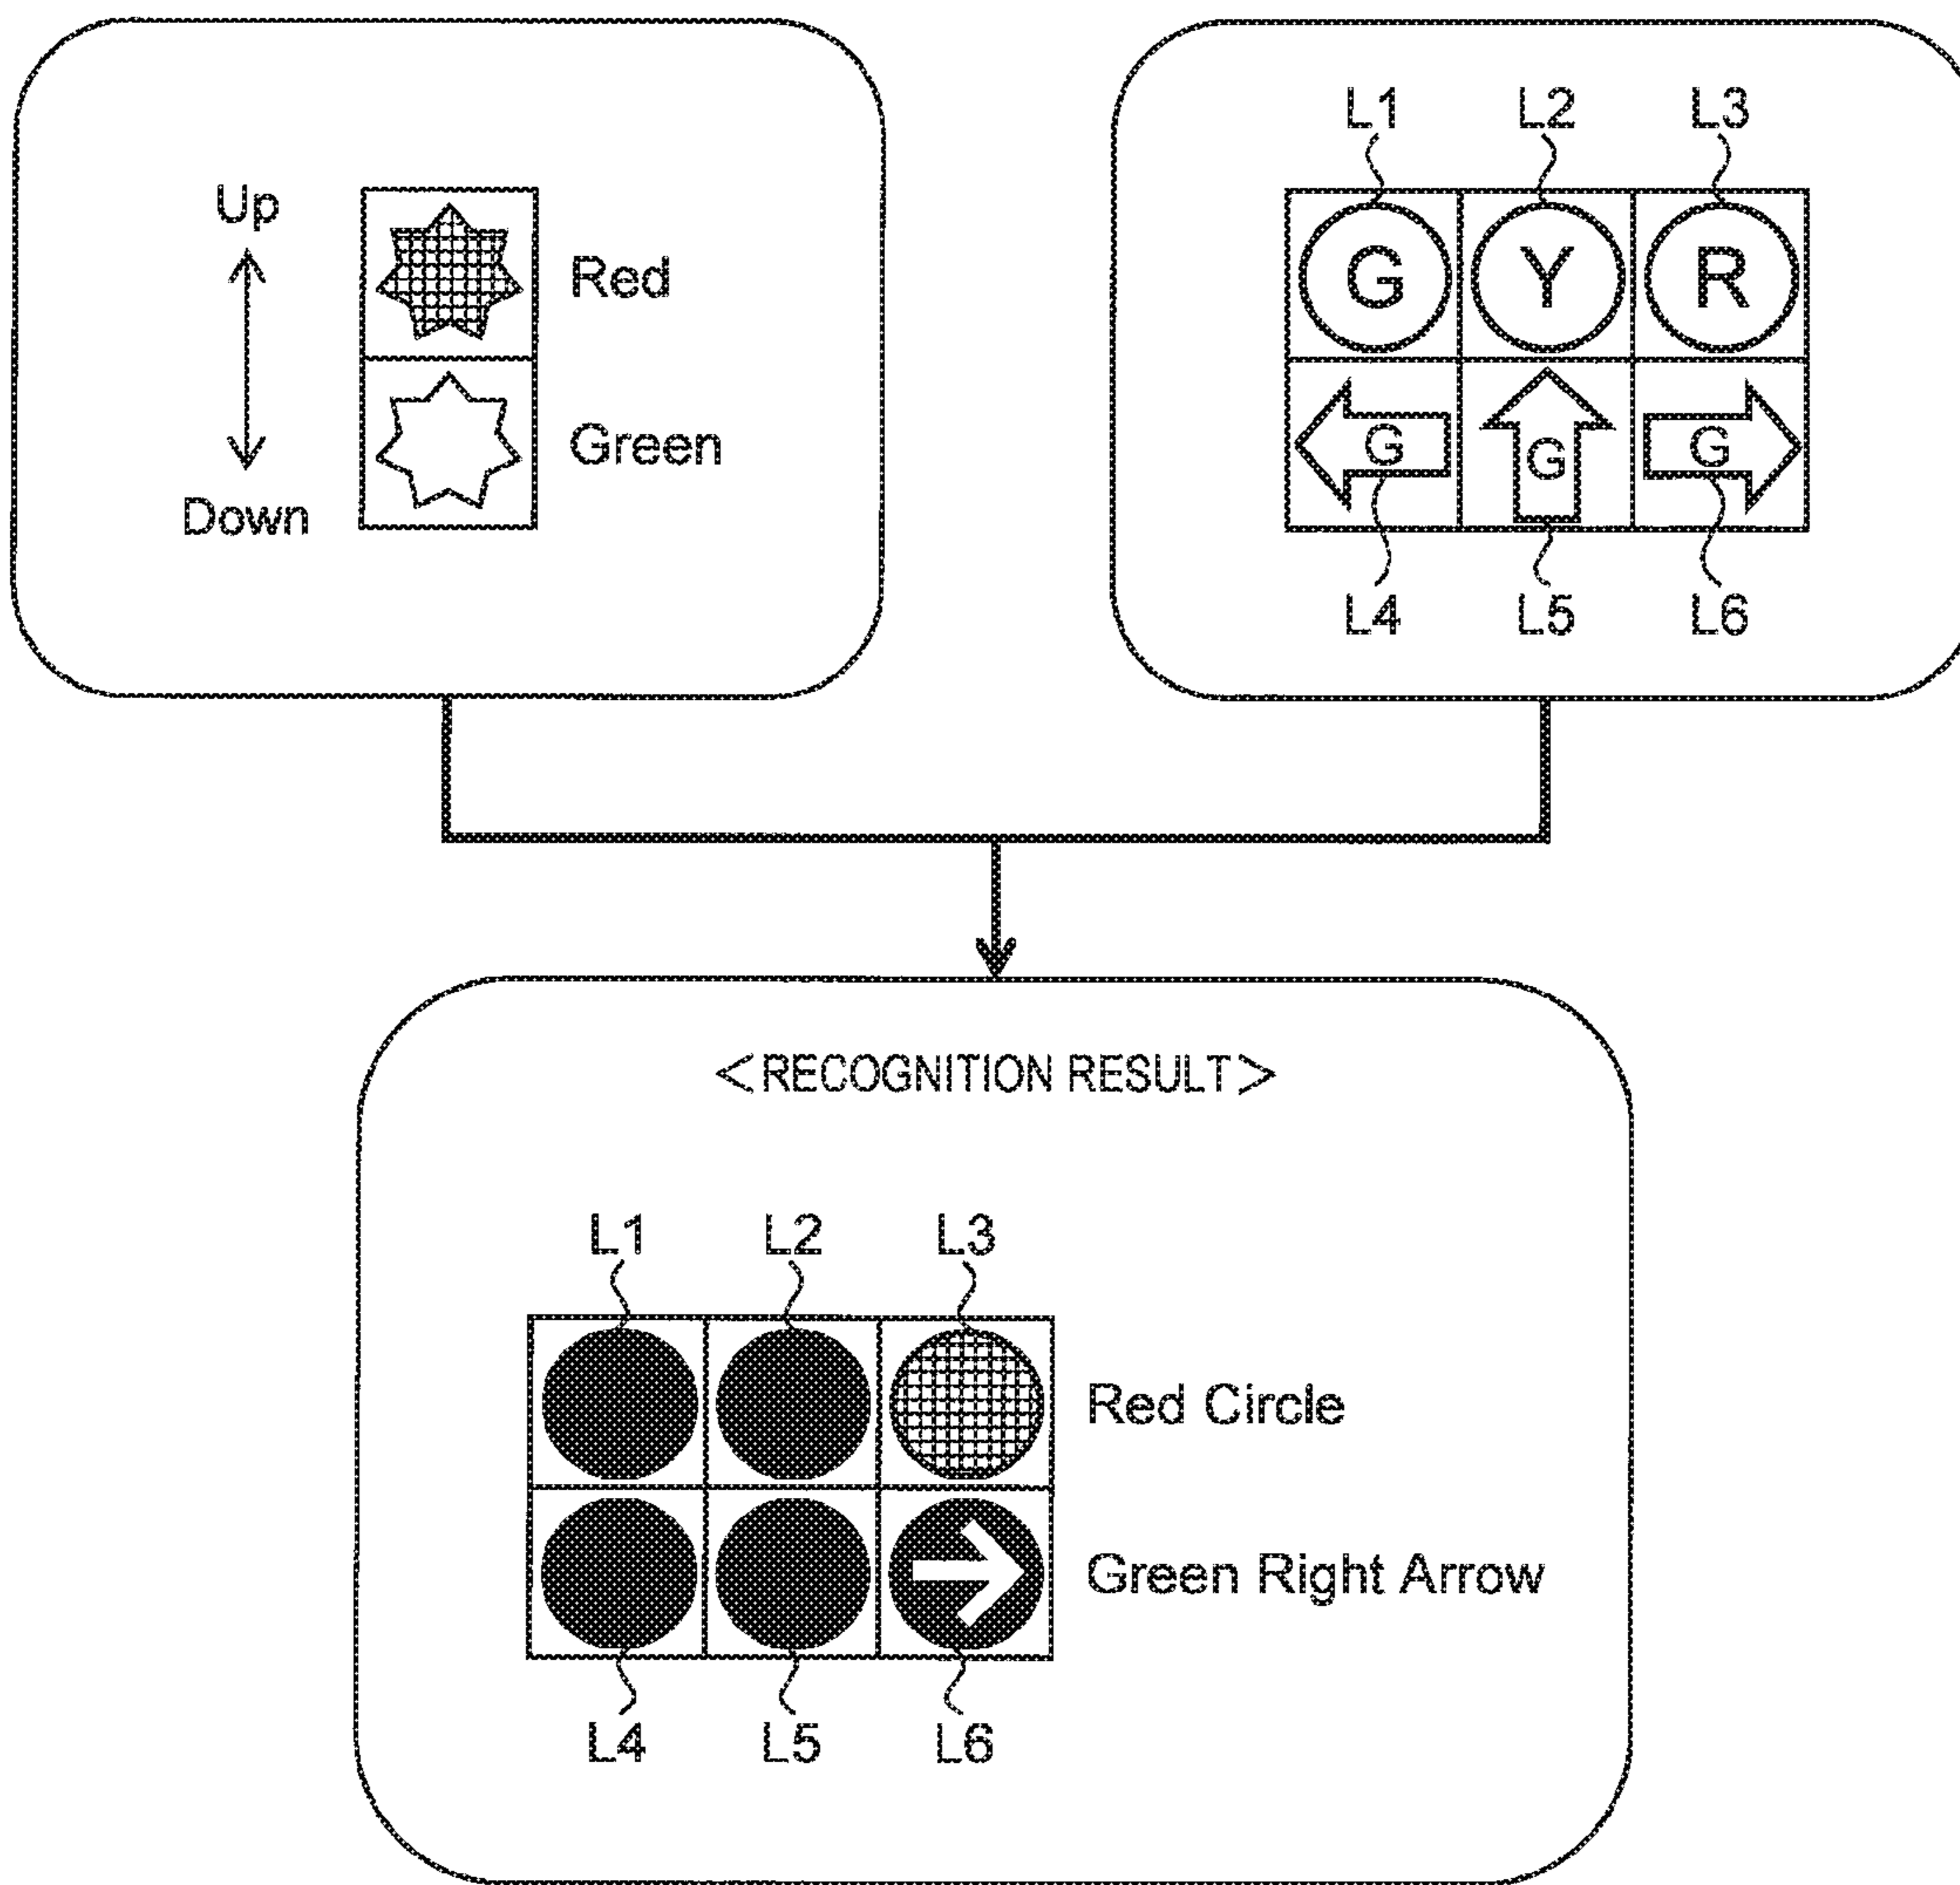 Up
Red
Green
Down
L1 L2 L3
G Y R
G G G
L4 L5 L6
<RECOGNITION RESULT>
L1 L2 L3
Red Circle
Green Right Arrow
L4 L5 L6